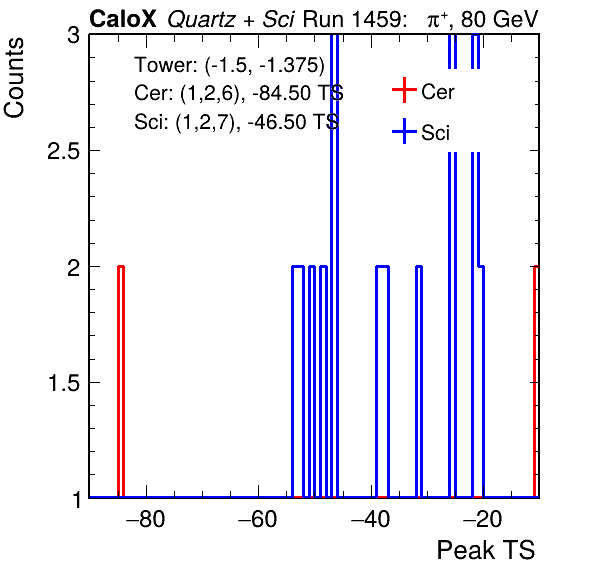 CaloX Quartz + Sci Run 1459: π⁺, 80 GeV
Counts
3
2.5
2
1.5
1
Tower: (-1.5, -1.375)
Cer: (1,2,6), -84.50 TS
Sci: (1,2,7), -46.50 TS
Cer
Sci
−80 −60 −40 −20
Peak TS